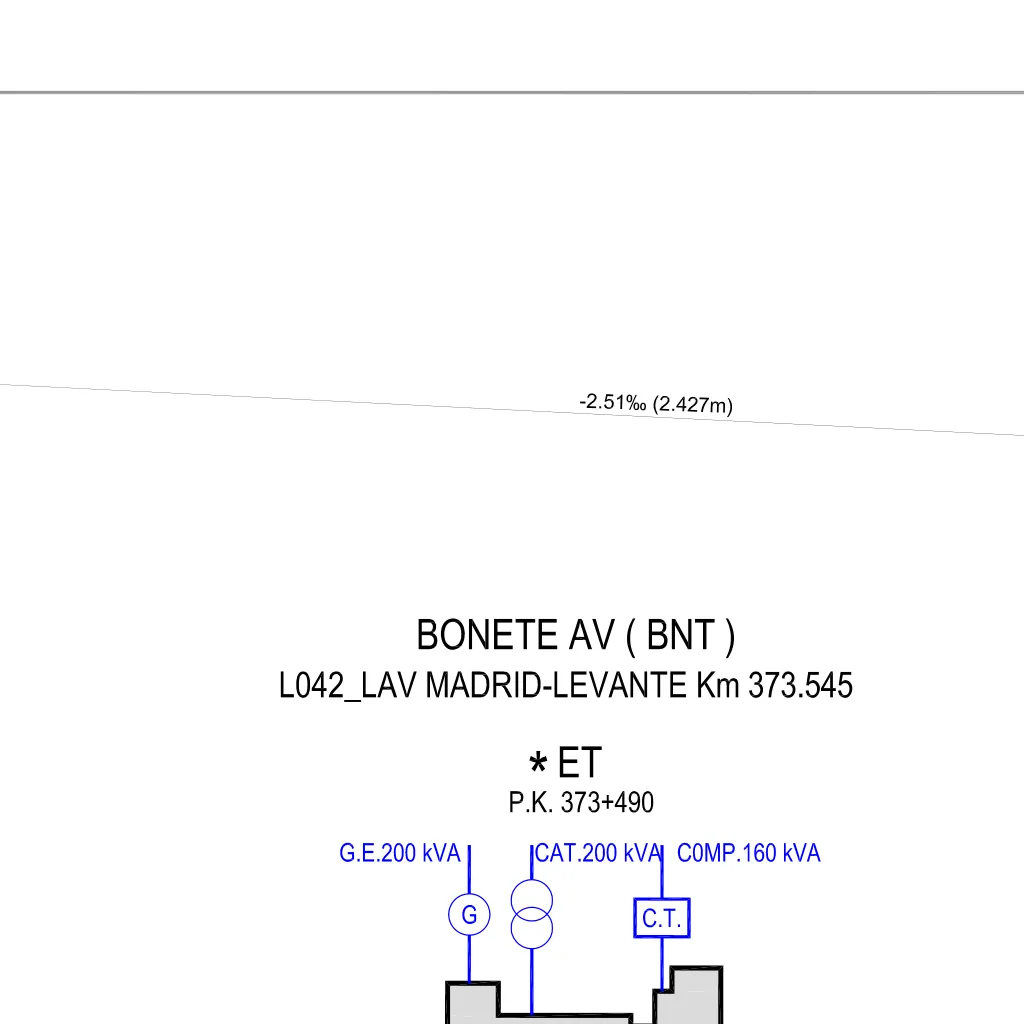 -2.51‰ (2.427m)
BONETE AV ( BNT )
L042_LAV MADRID-LEVANTE Km 373.545
* ET
P.K. 373+490
G.E.200 kVA CAT.200 kVA C0MP.160 kVA
G C.T.